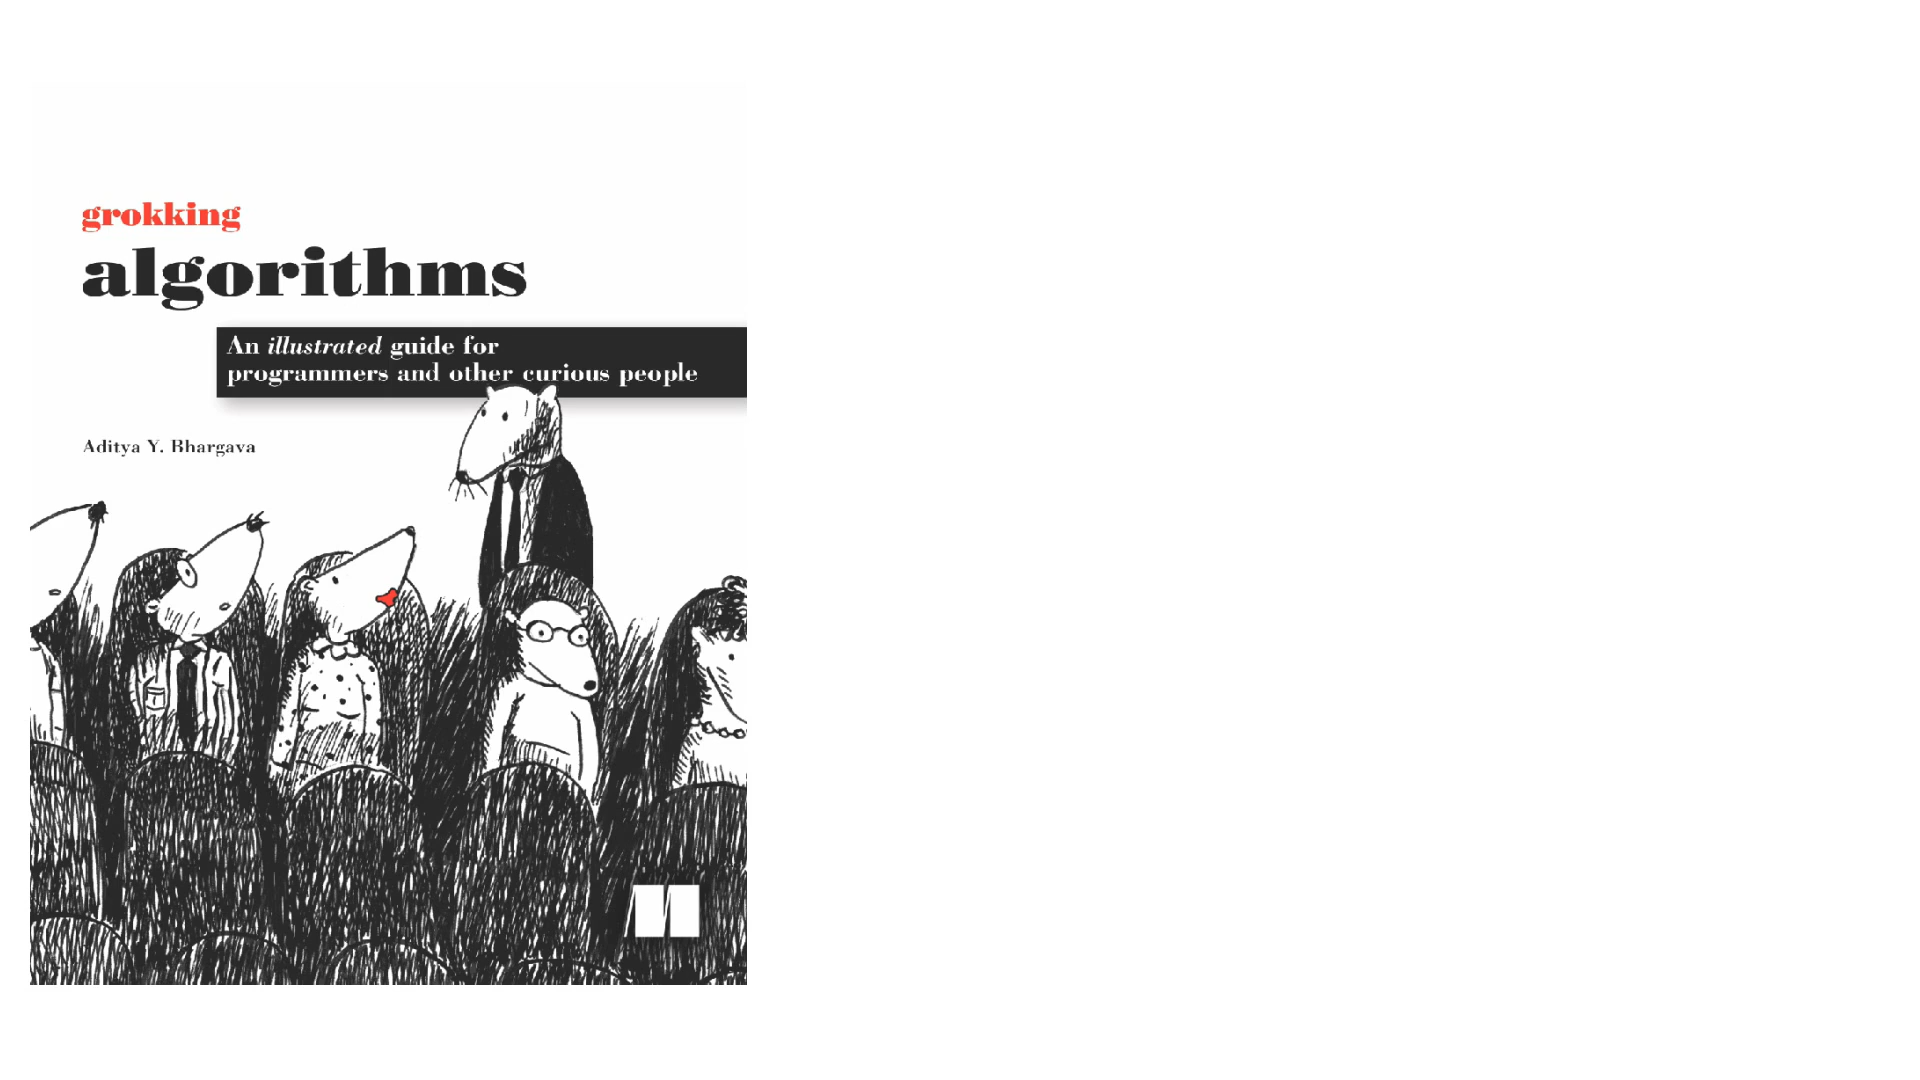 grokking
algorithms
An illustrated guide for
programmers and other curious people
Aditya Y. Bhargava